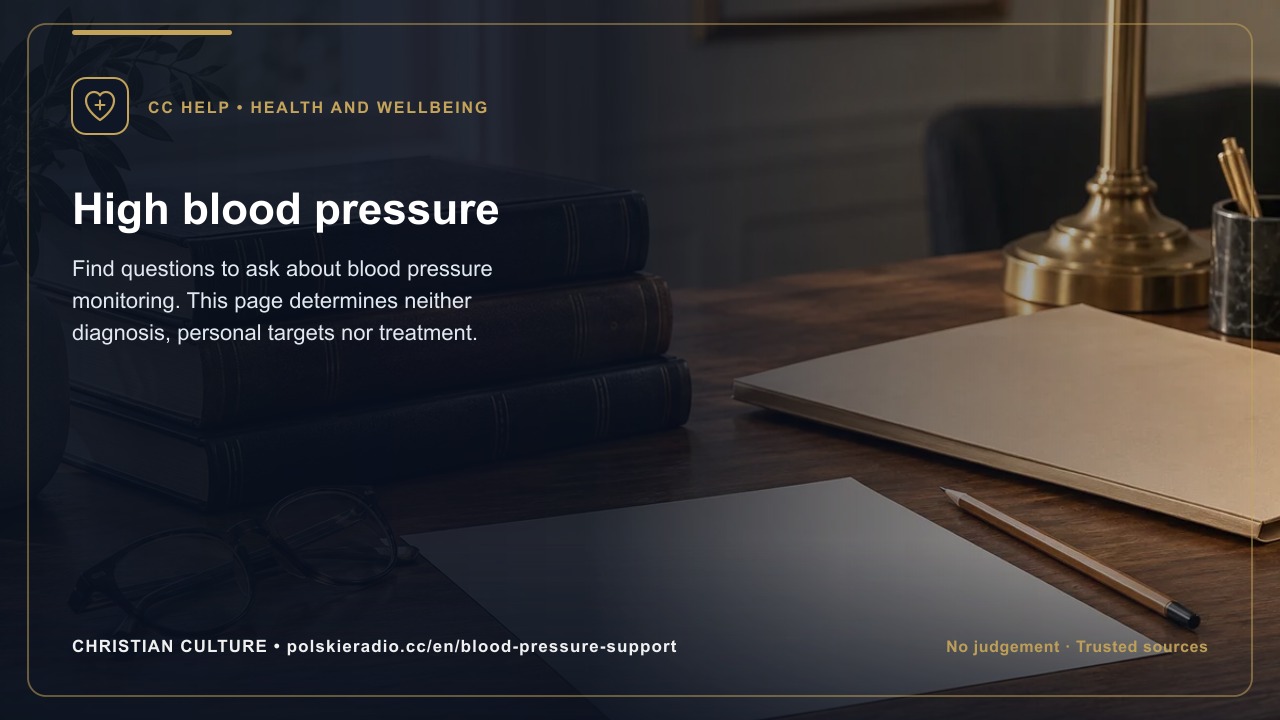 CC HELP • HEALTH AND WELLBEING
High blood pressure
Find questions to ask about blood pressure
monitoring. This page determines neither
diagnosis, personal targets nor treatment.
CHRISTIAN CULTURE • polskieradio.cc/en/blood-pressure-support
No judgement · Trusted sources